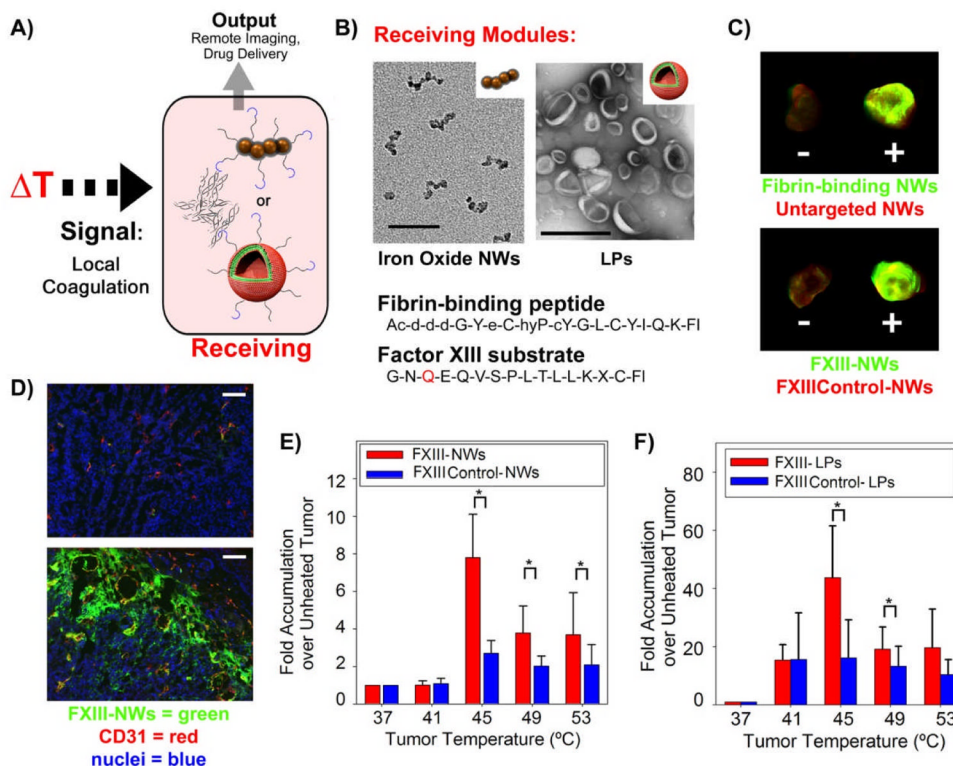 A)
Output
Remote Imaging,
Drug Delivery
ΔT
Signal:
Local
Coagulation
or
Receiving
B)
Receiving Modules:
Iron Oxide NWs
LPs
Fibrin-binding peptide
Ac-d-d-d-G-Y-e-C-hyP-cY-G-L-C-Y-I-Q-K-Fl
Factor XIII substrate
G-N-Q-E-Q-V-S-P-L-T-L-L-K-X-C-Fl
C)
- +
Fibrin-binding NWs
Untargeted NWs
- +
FXIII-NWs
FXIIIControl-NWs
D)
FXIII-NWs = green
CD31 = red
nuclei = blue
E)
FXIII-NWs
FXIIIControl-NWs
Fold Accumulation
over Unheated Tumor
12
10
8
6
4
2
0
* * *
37 41 45 49 53
Tumor Temperature (ºC)
F)
FXIII-LPs
FXIIIControl-LPs
Fold Accumulation
over Unheated Tumor
80
60
40
20
0
* *
37 41 45 49 53
Tumor Temperature (ºC)